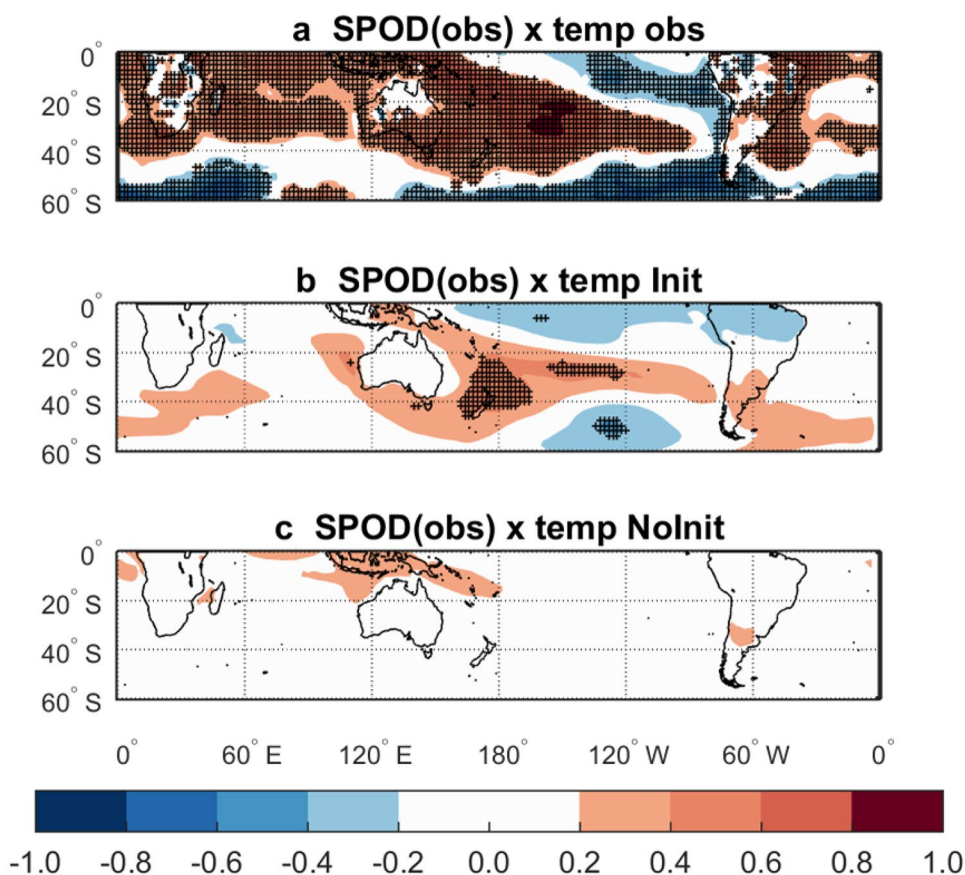 a SPOD(obs) x temp obs
0°
20° S
40° S
60° S
b SPOD(obs) x temp Init
0°
20° S
40° S
60° S
c SPOD(obs) x temp NoInit
0°
20° S
40° S
60° S
0° 60° E 120° E 180° 120° W 60° W 0°
-1.0 -0.8 -0.6 -0.4 -0.2 0.0 0.2 0.4 0.6 0.8 1.0